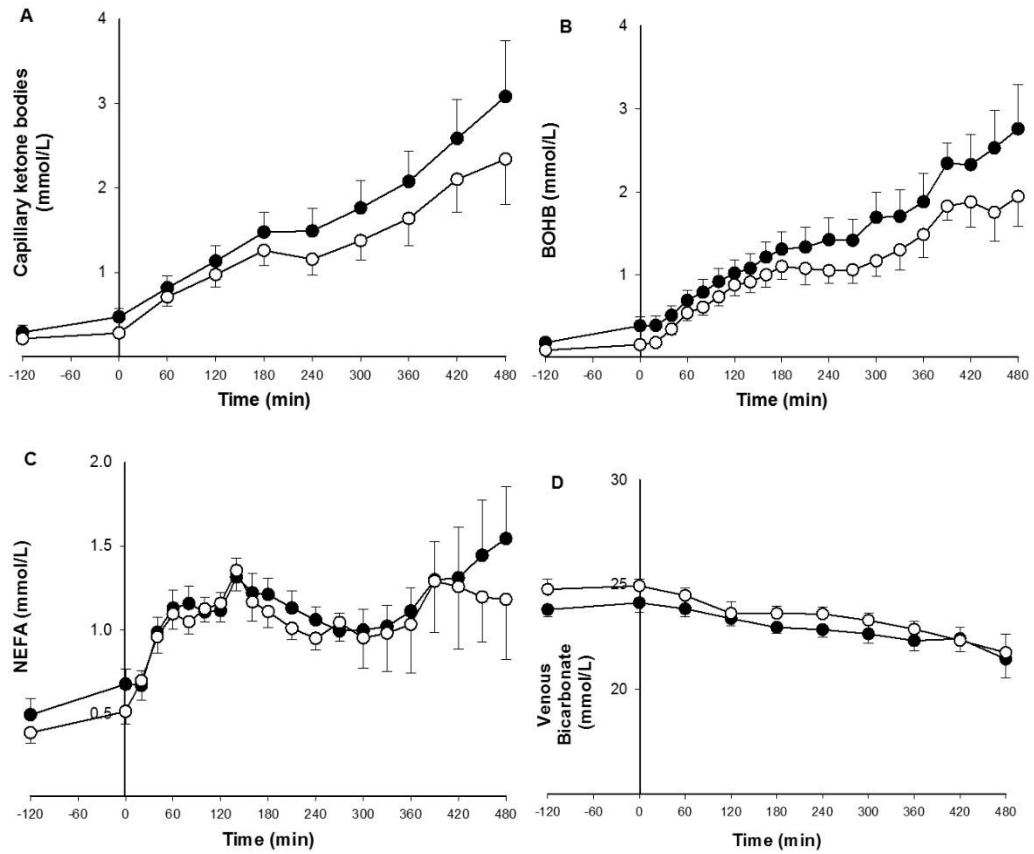 A
Capillary ketone bodies
(mmol/L)
4
3
2
1
-120 -60 0 60 120 180 240 300 360 420 480
Time (min)
B
BOHB (mmol/L)
4
3
2
1
-120 -60 0 60 120 180 240 300 360 420 480
Time (min)
C
NEFA (mmol/L)
2.0
1.5
1.0
0.5
-120 -60 0 60 120 180 240 300 360 420 480
Time (min)
D
Venous
Bicarbonate
(mmol/L)
30
25
20
-120 -60 0 60 120 180 240 300 360 420 480
Time (min)